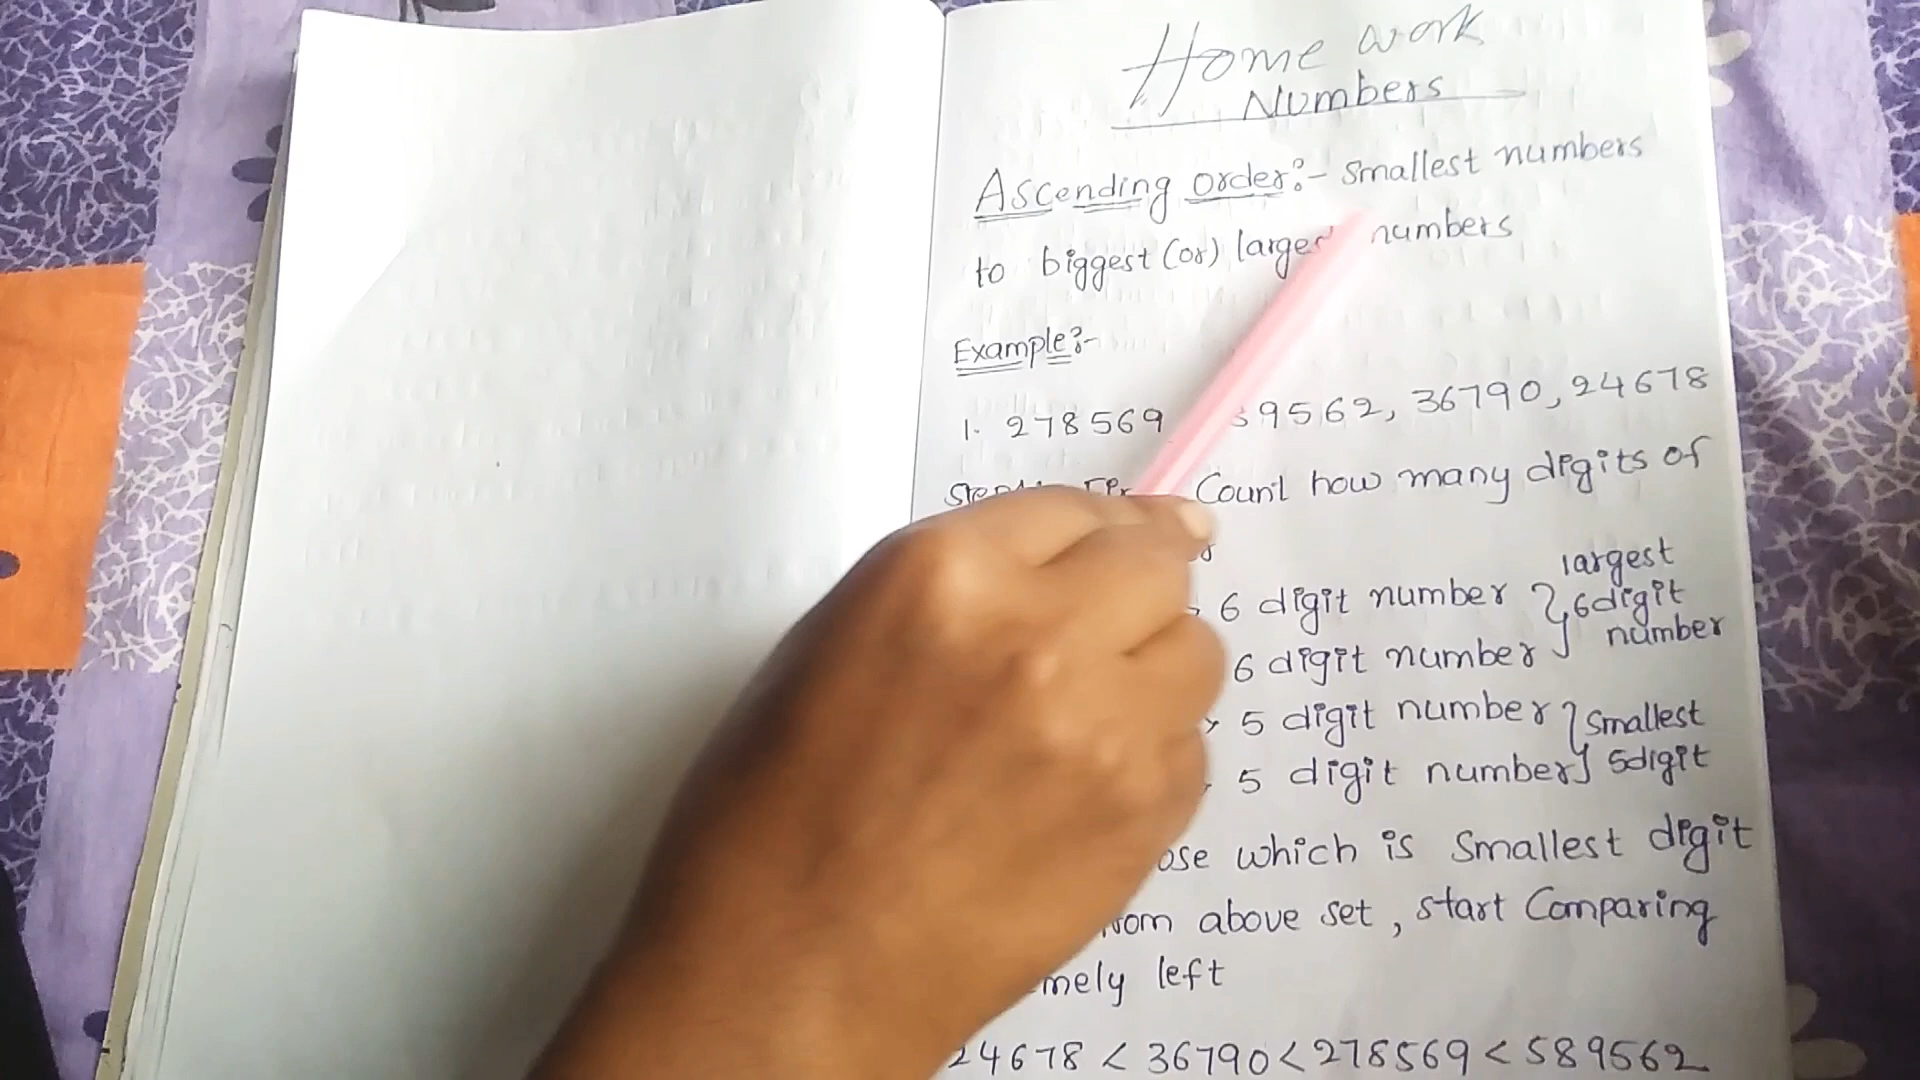 Home work
Numbers
Ascending order:- Smallest numbers
to biggest (or) larger numbers
Example:-
1. 278569 39562, 36790, 24678
Count how many digits of
largest
6 digit number 6digit
number
6 digit number
5 digit number smallest
5 digit number 5digit
which is smallest digit
above set, start Comparing
left
24678 < 36790 < 278569 < 589562